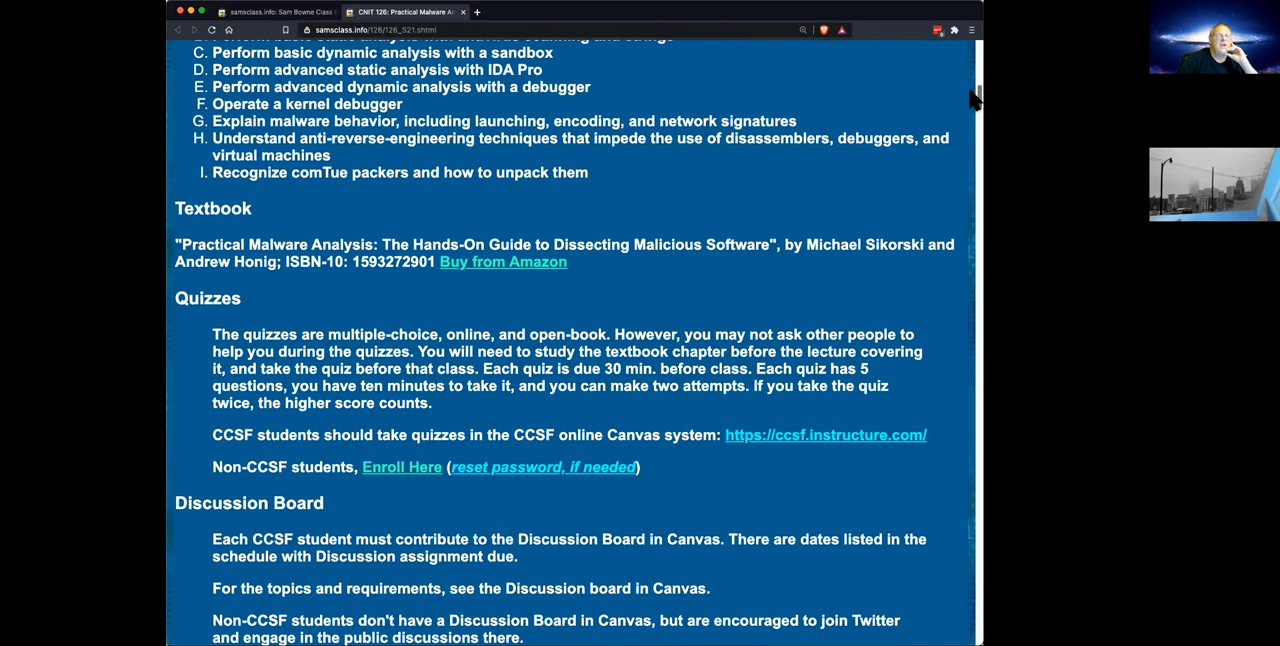 samsclass.info: Sam Bowne Class
CNIT 126: Practical Malware An
samsclass.info/126/126_S21.shtml
C. Perform basic dynamic analysis with a sandbox
D. Perform advanced static analysis with IDA Pro
E. Perform advanced dynamic analysis with a debugger
F. Operate a kernel debugger
G. Explain malware behavior, including launching, encoding, and network signatures
H. Understand anti-reverse-engineering techniques that impede the use of disassemblers, debuggers, and
virtual machines
I. Recognize comTue packers and how to unpack them
Textbook
"Practical Malware Analysis: The Hands-On Guide to Dissecting Malicious Software", by Michael Sikorski and
Andrew Honig; ISBN-10: 1593272901 Buy from Amazon
Quizzes
The quizzes are multiple-choice, online, and open-book. However, you may not ask other people to
help you during the quizzes. You will need to study the textbook chapter before the lecture covering
it, and take the quiz before that class. Each quiz is due 30 min. before class. Each quiz has 5
questions, you have ten minutes to take it, and you can make two attempts. If you take the quiz
twice, the higher score counts.
CCSF students should take quizzes in the CCSF online Canvas system: https://ccsf.instructure.com/
Non-CCSF students, Enroll Here (reset password, if needed)
Discussion Board
Each CCSF student must contribute to the Discussion Board in Canvas. There are dates listed in the
schedule with Discussion assignment due.
For the topics and requirements, see the Discussion board in Canvas.
Non-CCSF students don't have a Discussion Board in Canvas, but are encouraged to join Twitter
and engage in the public discussions there.